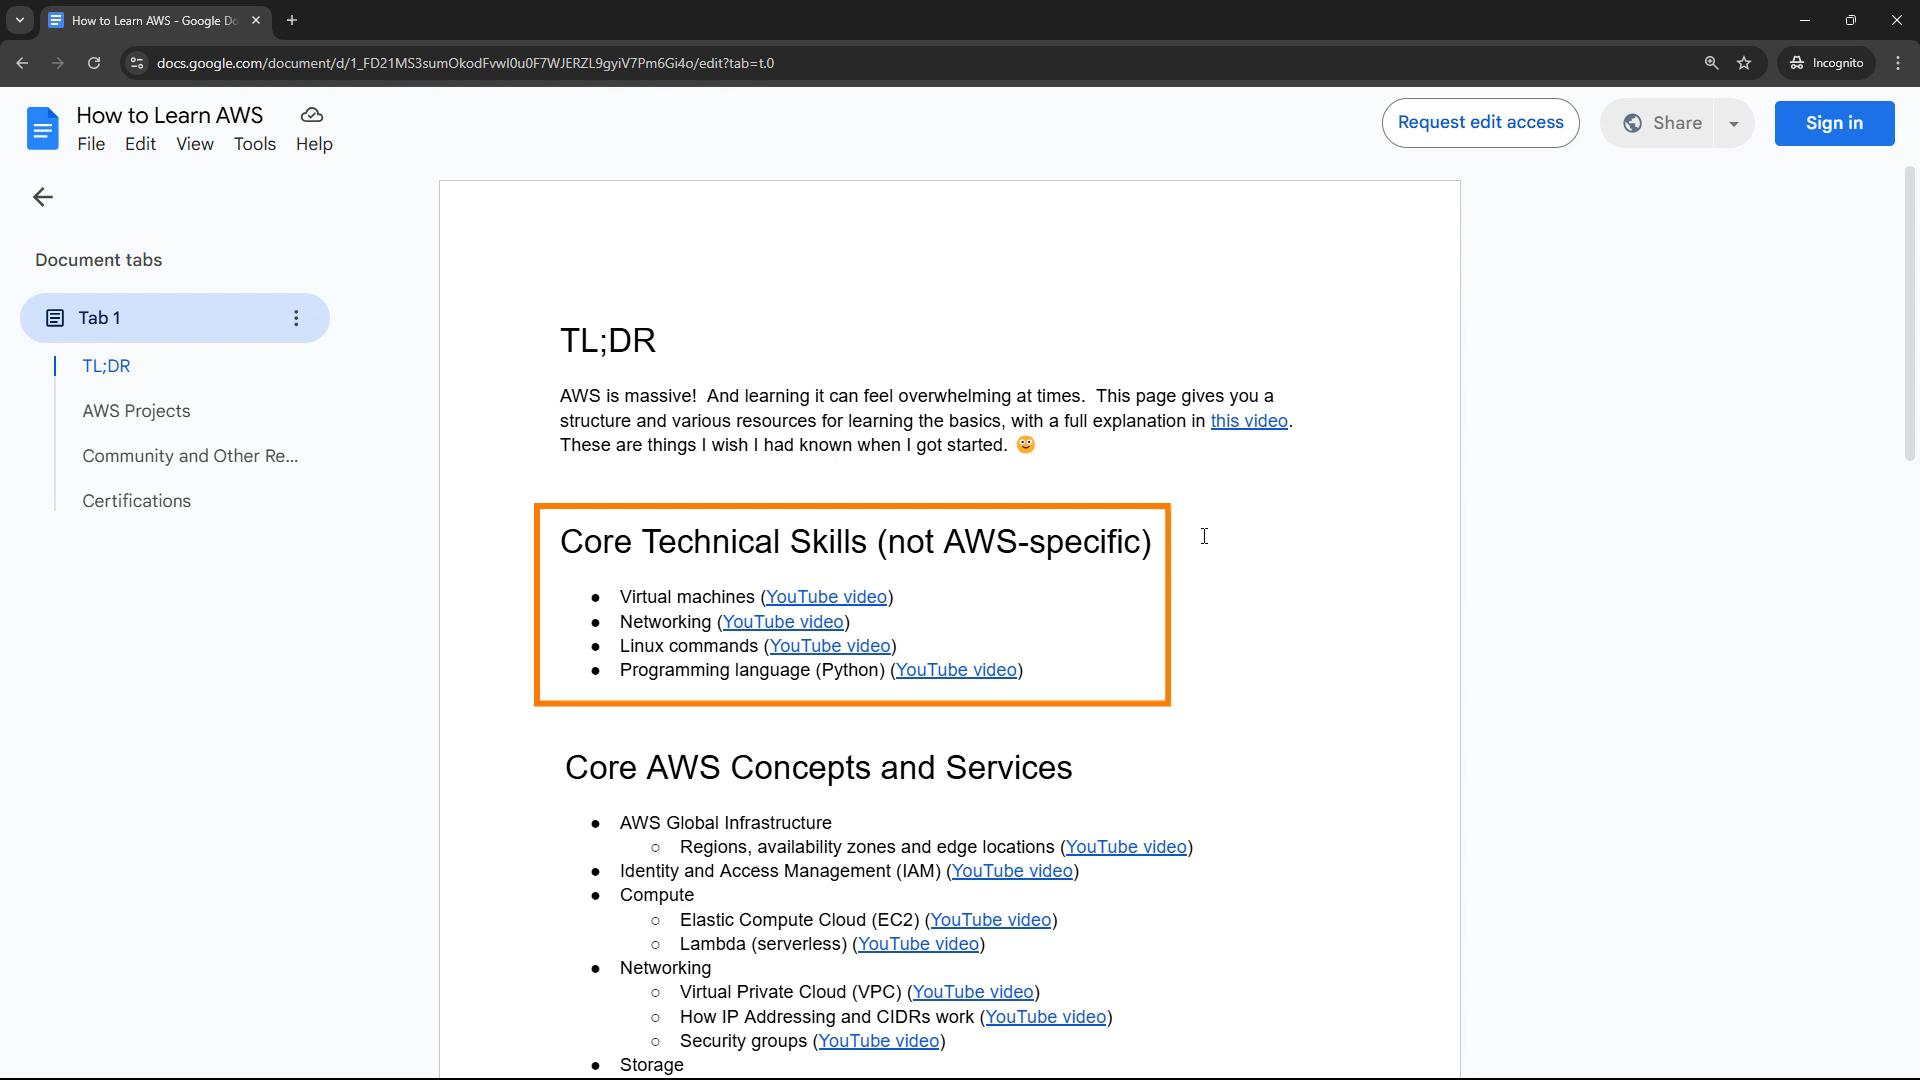 How to Learn AWS - Google Do
docs.google.com/document/d/1_FD21MS3sumOkodFvwl0u0F7WJERZL9gyiV7Pm6Gi4o/edit?tab=t.0
Incognito
How to Learn AWS
File Edit View Tools Help
Request edit access
Share
Sign in
Document tabs
Tab 1
TL;DR
AWS Projects
Community and Other Re...
Certifications
TL;DR
AWS is massive! And learning it can feel overwhelming at times. This page gives you a
structure and various resources for learning the basics, with a full explanation in this video.
These are things I wish I had known when I got started. 🙂
Core Technical Skills (not AWS-specific)
● Virtual machines (YouTube video)
● Networking (YouTube video)
● Linux commands (YouTube video)
● Programming language (Python) (YouTube video)
Core AWS Concepts and Services
● AWS Global Infrastructure
○ Regions, availability zones and edge locations (YouTube video)
● Identity and Access Management (IAM) (YouTube video)
● Compute
○ Elastic Compute Cloud (EC2) (YouTube video)
○ Lambda (serverless) (YouTube video)
● Networking
○ Virtual Private Cloud (VPC) (YouTube video)
○ How IP Addressing and CIDRs work (YouTube video)
○ Security groups (YouTube video)
● Storage